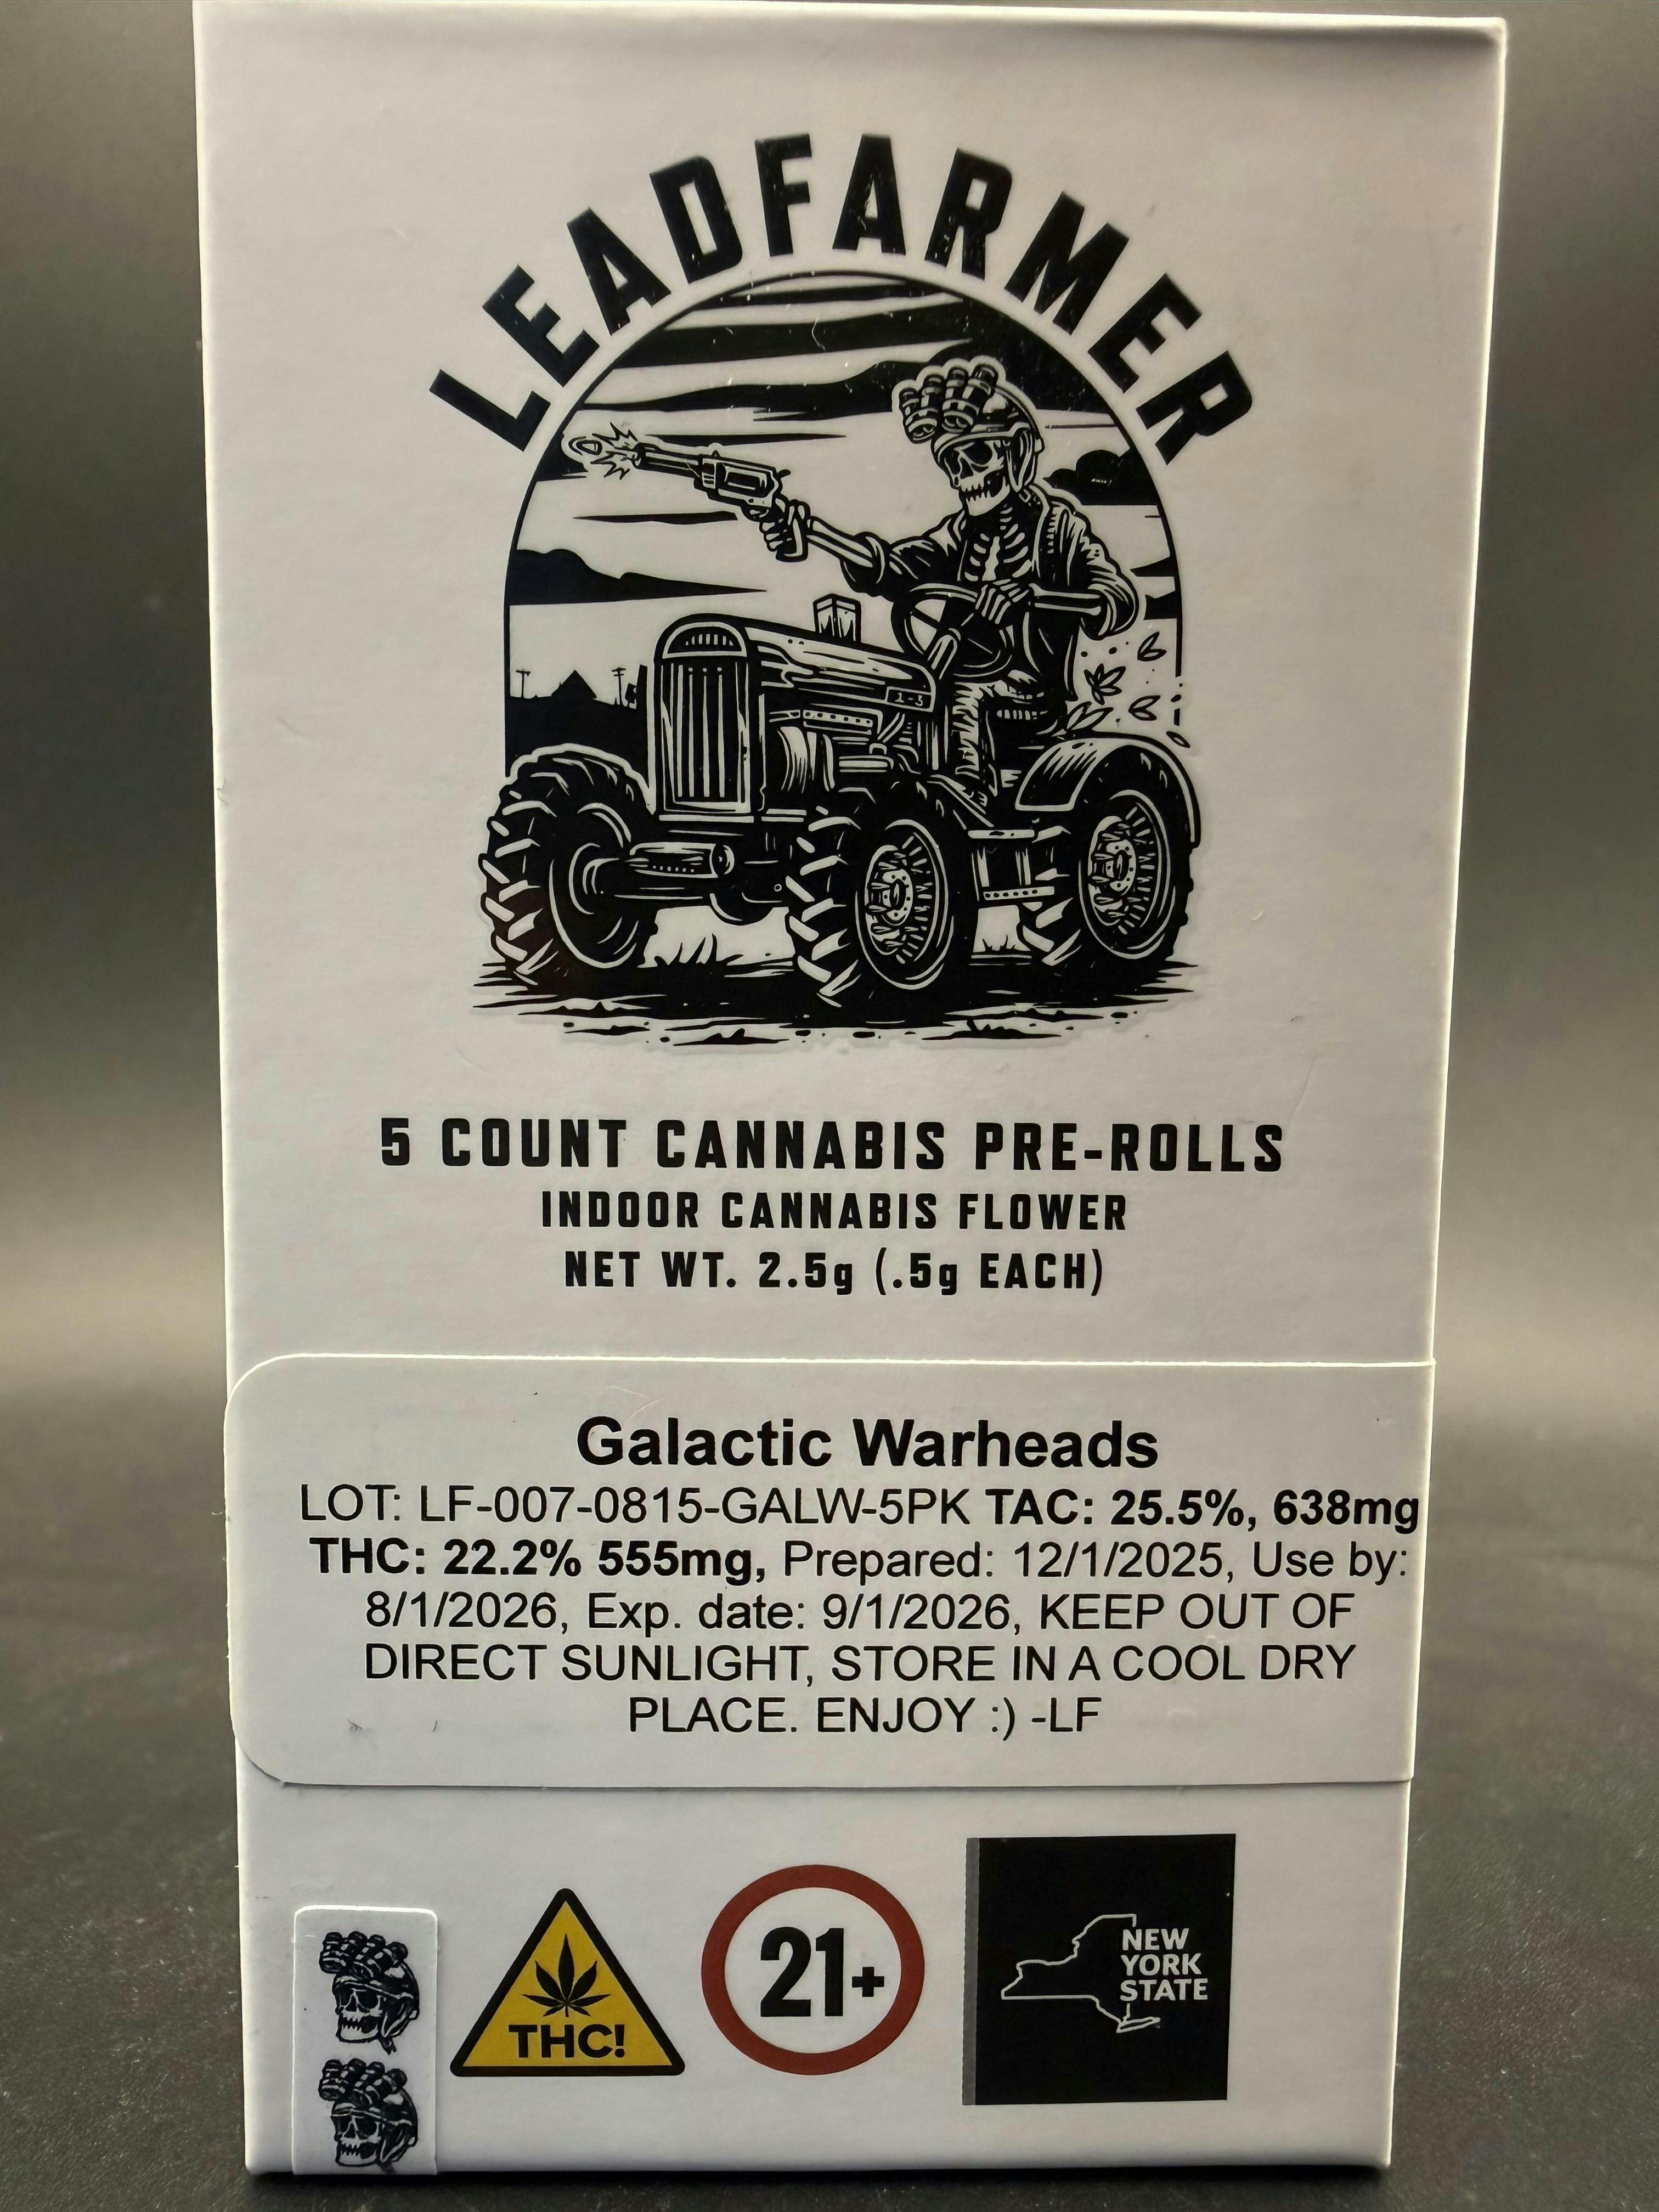 LEADFARMER
1-3
5 COUNT CANNABIS PRE-ROLLS
INDOOR CANNABIS FLOWER
NET WT. 2.5g (.5g EACH)
Galactic Warheads
LOT: LF-007-0815-GALW-5PK TAC: 25.5%, 638mg
THC: 22.2% 555mg, Prepared: 12/1/2025, Use by:
8/1/2026, Exp. date: 9/1/2026, KEEP OUT OF
DIRECT SUNLIGHT, STORE IN A COOL DRY
PLACE. ENJOY :) -LF
THC!
21+
NEW
YORK
STATE